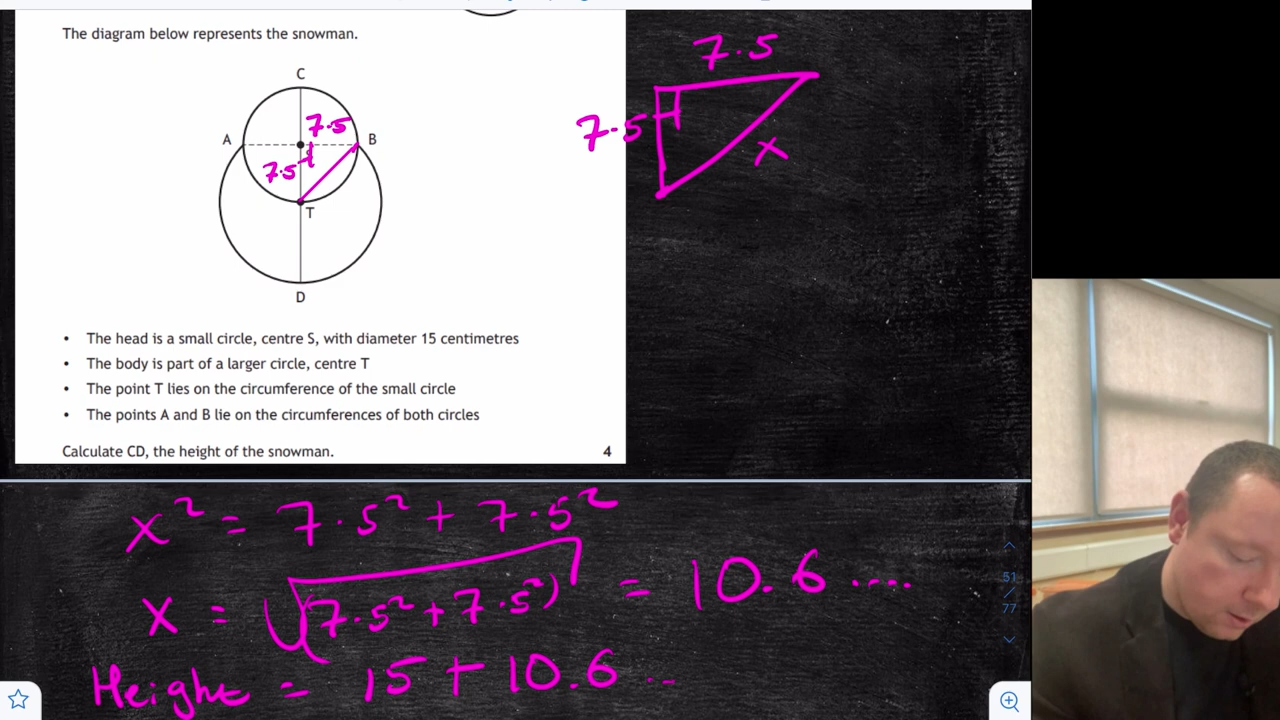 The diagram below represents the snowman.
C
7.5
A
B
7.5
T
D
7.5
7.5
x
• The head is a small circle, centre S, with diameter 15 centimetres
• The body is part of a larger circle, centre T
• The point T lies on the circumference of the small circle
• The points A and B lie on the circumferences of both circles
Calculate CD, the height of the snowman. 4
x² = 7.5² + 7.5²
x = √(7.5² + 7.5²) = 10.6 ....
Height = 15 + 10.6 ...
51
/
77